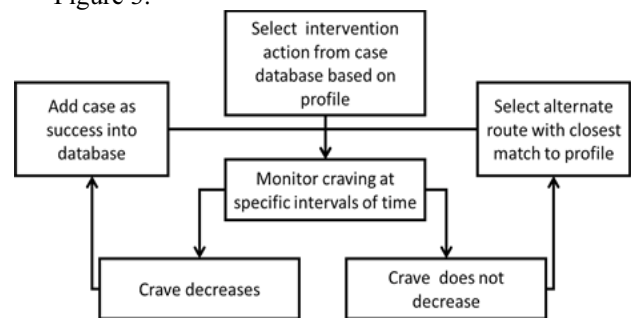 Figure 3.
Select intervention
action from case
database based on
profile
Add case as
success into
database
Select alternate
route with closest
match to profile
Monitor craving at
specific intervals of time
Crave decreases
Crave does not
decrease